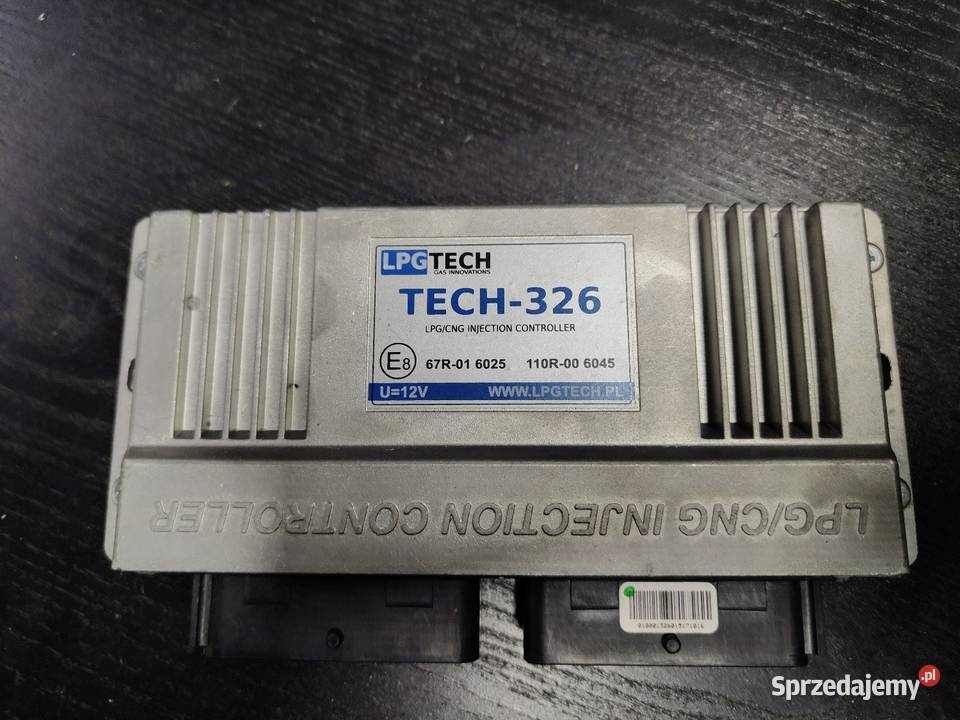 LPGTECH
GAS INNOVATIONS
TECH-326
LPG/CNG INJECTION CONTROLLER
E8 67R-01 6025 110R-00 6045
U=12V WWW.LPGTECH.PL
LPG/CNG INJECTION CONTROLLER
Sprzedajemy.pl